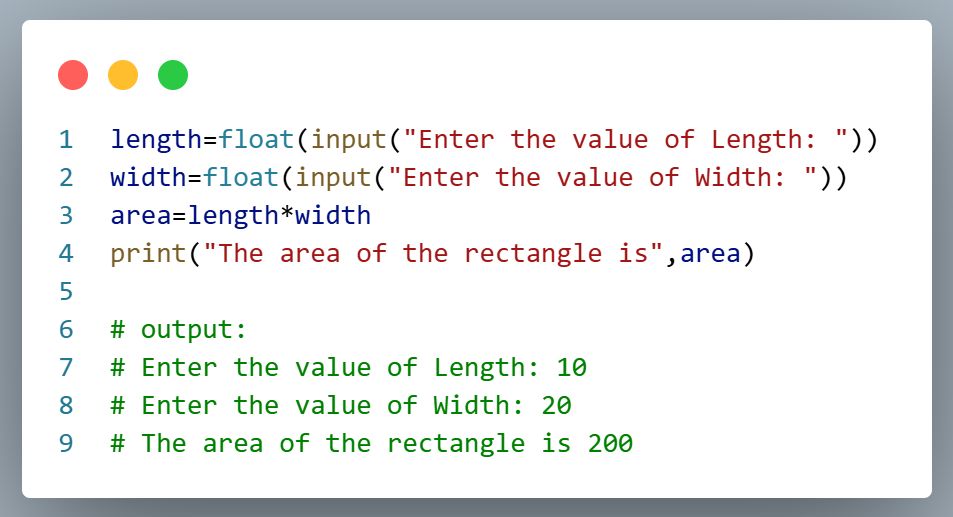 1 length=float(input("Enter the value of Length: "))
2 width=float(input("Enter the value of Width: "))
3 area=length*width
4 print("The area of the rectangle is",area)
5
6 # output:
7 # Enter the value of Length: 10
8 # Enter the value of Width: 20
9 # The area of the rectangle is 200